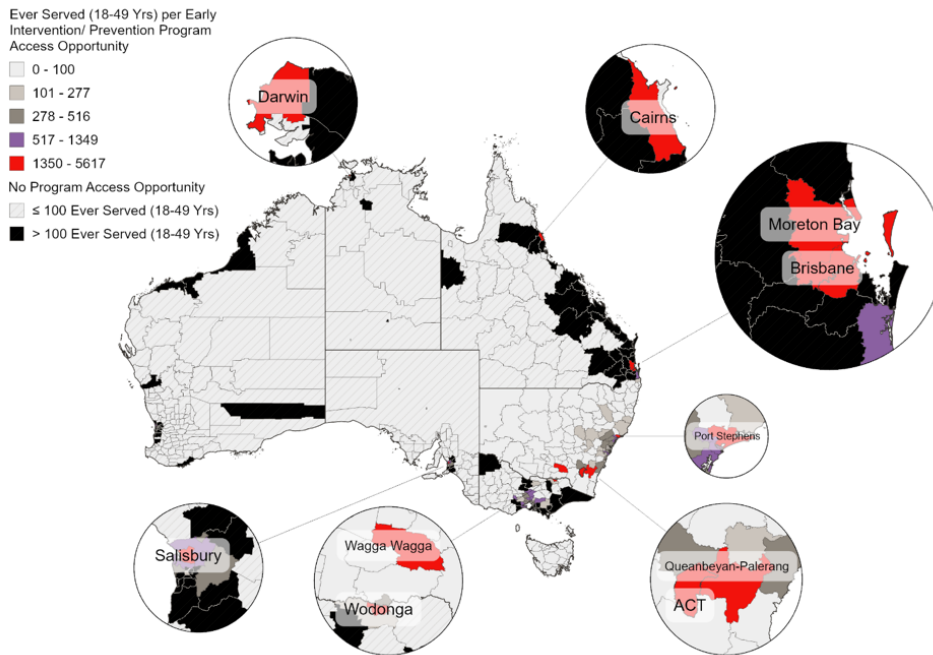 Ever Served (18-49 Yrs) per Early
Intervention/ Prevention Program
Access Opportunity
0 - 100
101 - 277
278 - 516
517 - 1349
1350 - 5617
No Program Access Opportunity
≤ 100 Ever Served (18-49 Yrs)
> 100 Ever Served (18-49 Yrs)
Darwin
Cairns
Moreton Bay
Brisbane
Port Stephens
Salisbury
Wagga Wagga
Wodonga
Queanbeyan-Palerang
ACT